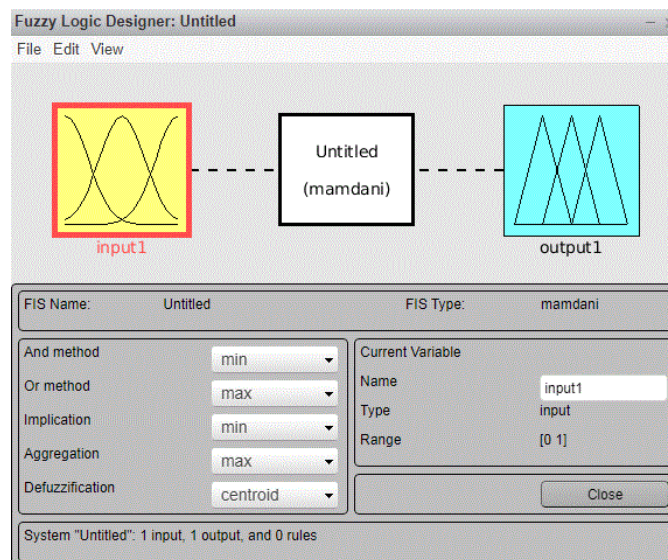 Fuzzy Logic Designer: Untitled
File Edit View
Untitled
(mamdani)
input1
output1
FIS Name: Untitled FIS Type: mamdani
And method min
Or method max
Implication min
Aggregation max
Defuzzification centroid
Current Variable
Name input1
Type input
Range [0 1]
Close
System "Untitled": 1 input, 1 output, and 0 rules